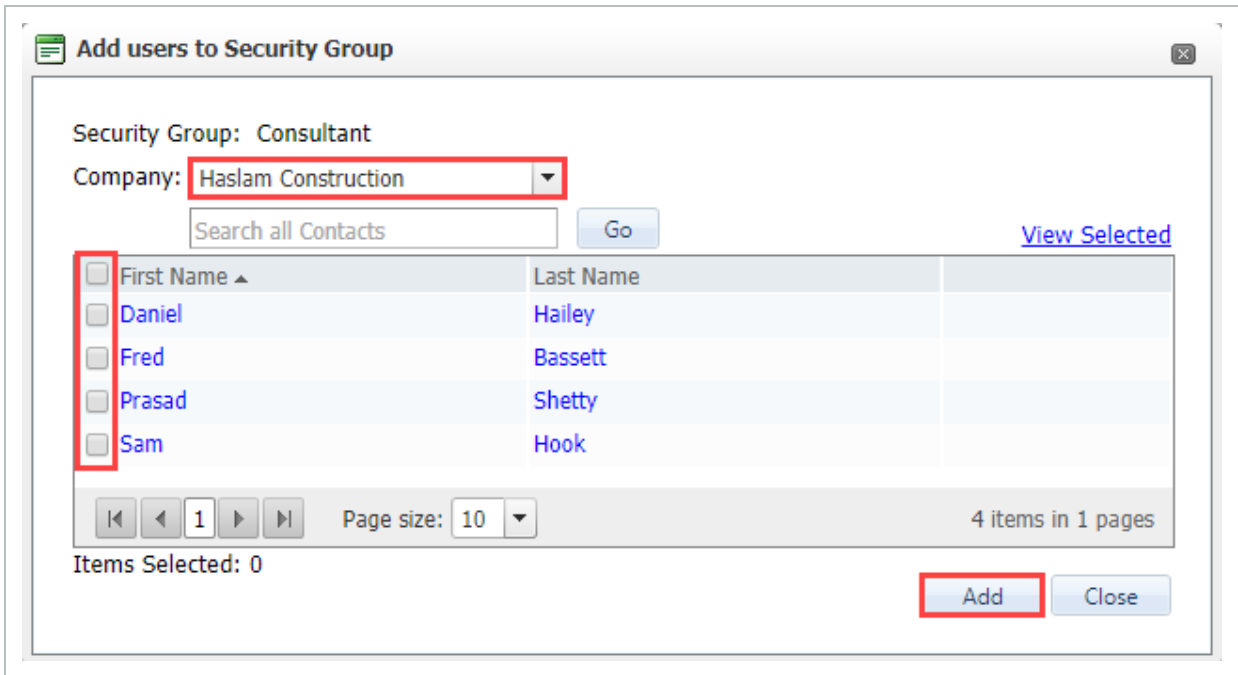 Add users to Security Group
Security Group: Consultant
Company: Haslam Construction
Search all Contacts Go View Selected
First Name Last Name
Daniel Hailey
Fred Bassett
Prasad Shetty
Sam Hook
1 Page size: 10 4 items in 1 pages
Items Selected: 0
Add Close